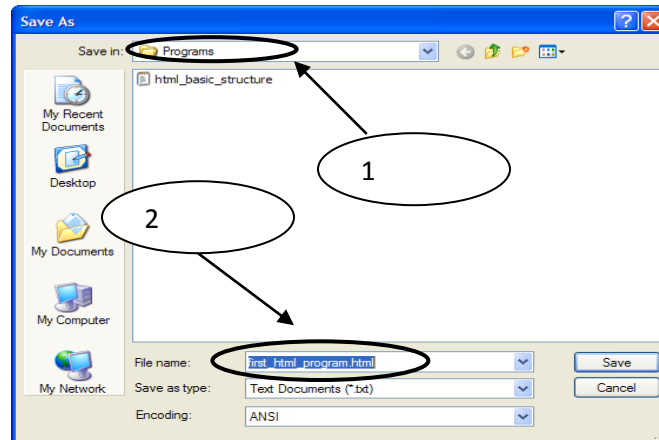 Save As
Save in:
Programs
html_basic_structure
My Recent
Documents
Desktop
My Documents
My Computer
My Network
1
2
File name:
first_html_program.html
Save
Save as type:
Text Documents (*.txt)
Cancel
Encoding:
ANSI